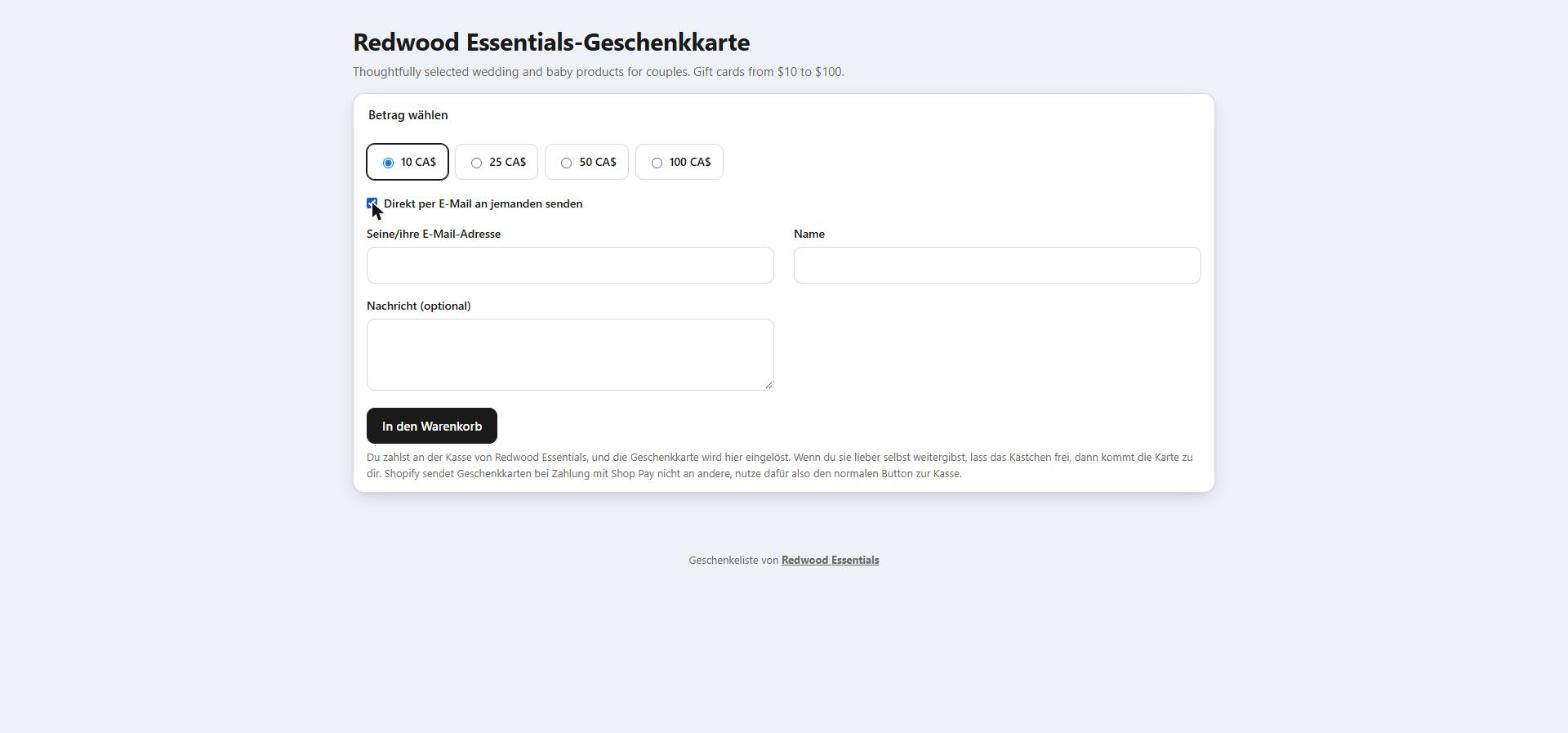 Redwood Essentials-Geschenkkarte
Thoughtfully selected wedding and baby products for couples. Gift cards from $10 to $100.
Betrag wählen
10 CA$ 25 CA$ 50 CA$ 100 CA$
Direkt per E-Mail an jemanden senden
Seine/ihre E-Mail-Adresse Name
Nachricht (optional)
In den Warenkorb
Du zahlst an der Kasse von Redwood Essentials, und die Geschenkkarte wird hier eingelöst. Wenn du sie lieber selbst weitergibst, lass das Kästchen frei, dann kommt die Karte zu
dir. Shopify sendet Geschenkkarten bei Zahlung mit Shop Pay nicht an andere, nutze dafür also den normalen Button zur Kasse.
Geschenkeliste von Redwood Essentials